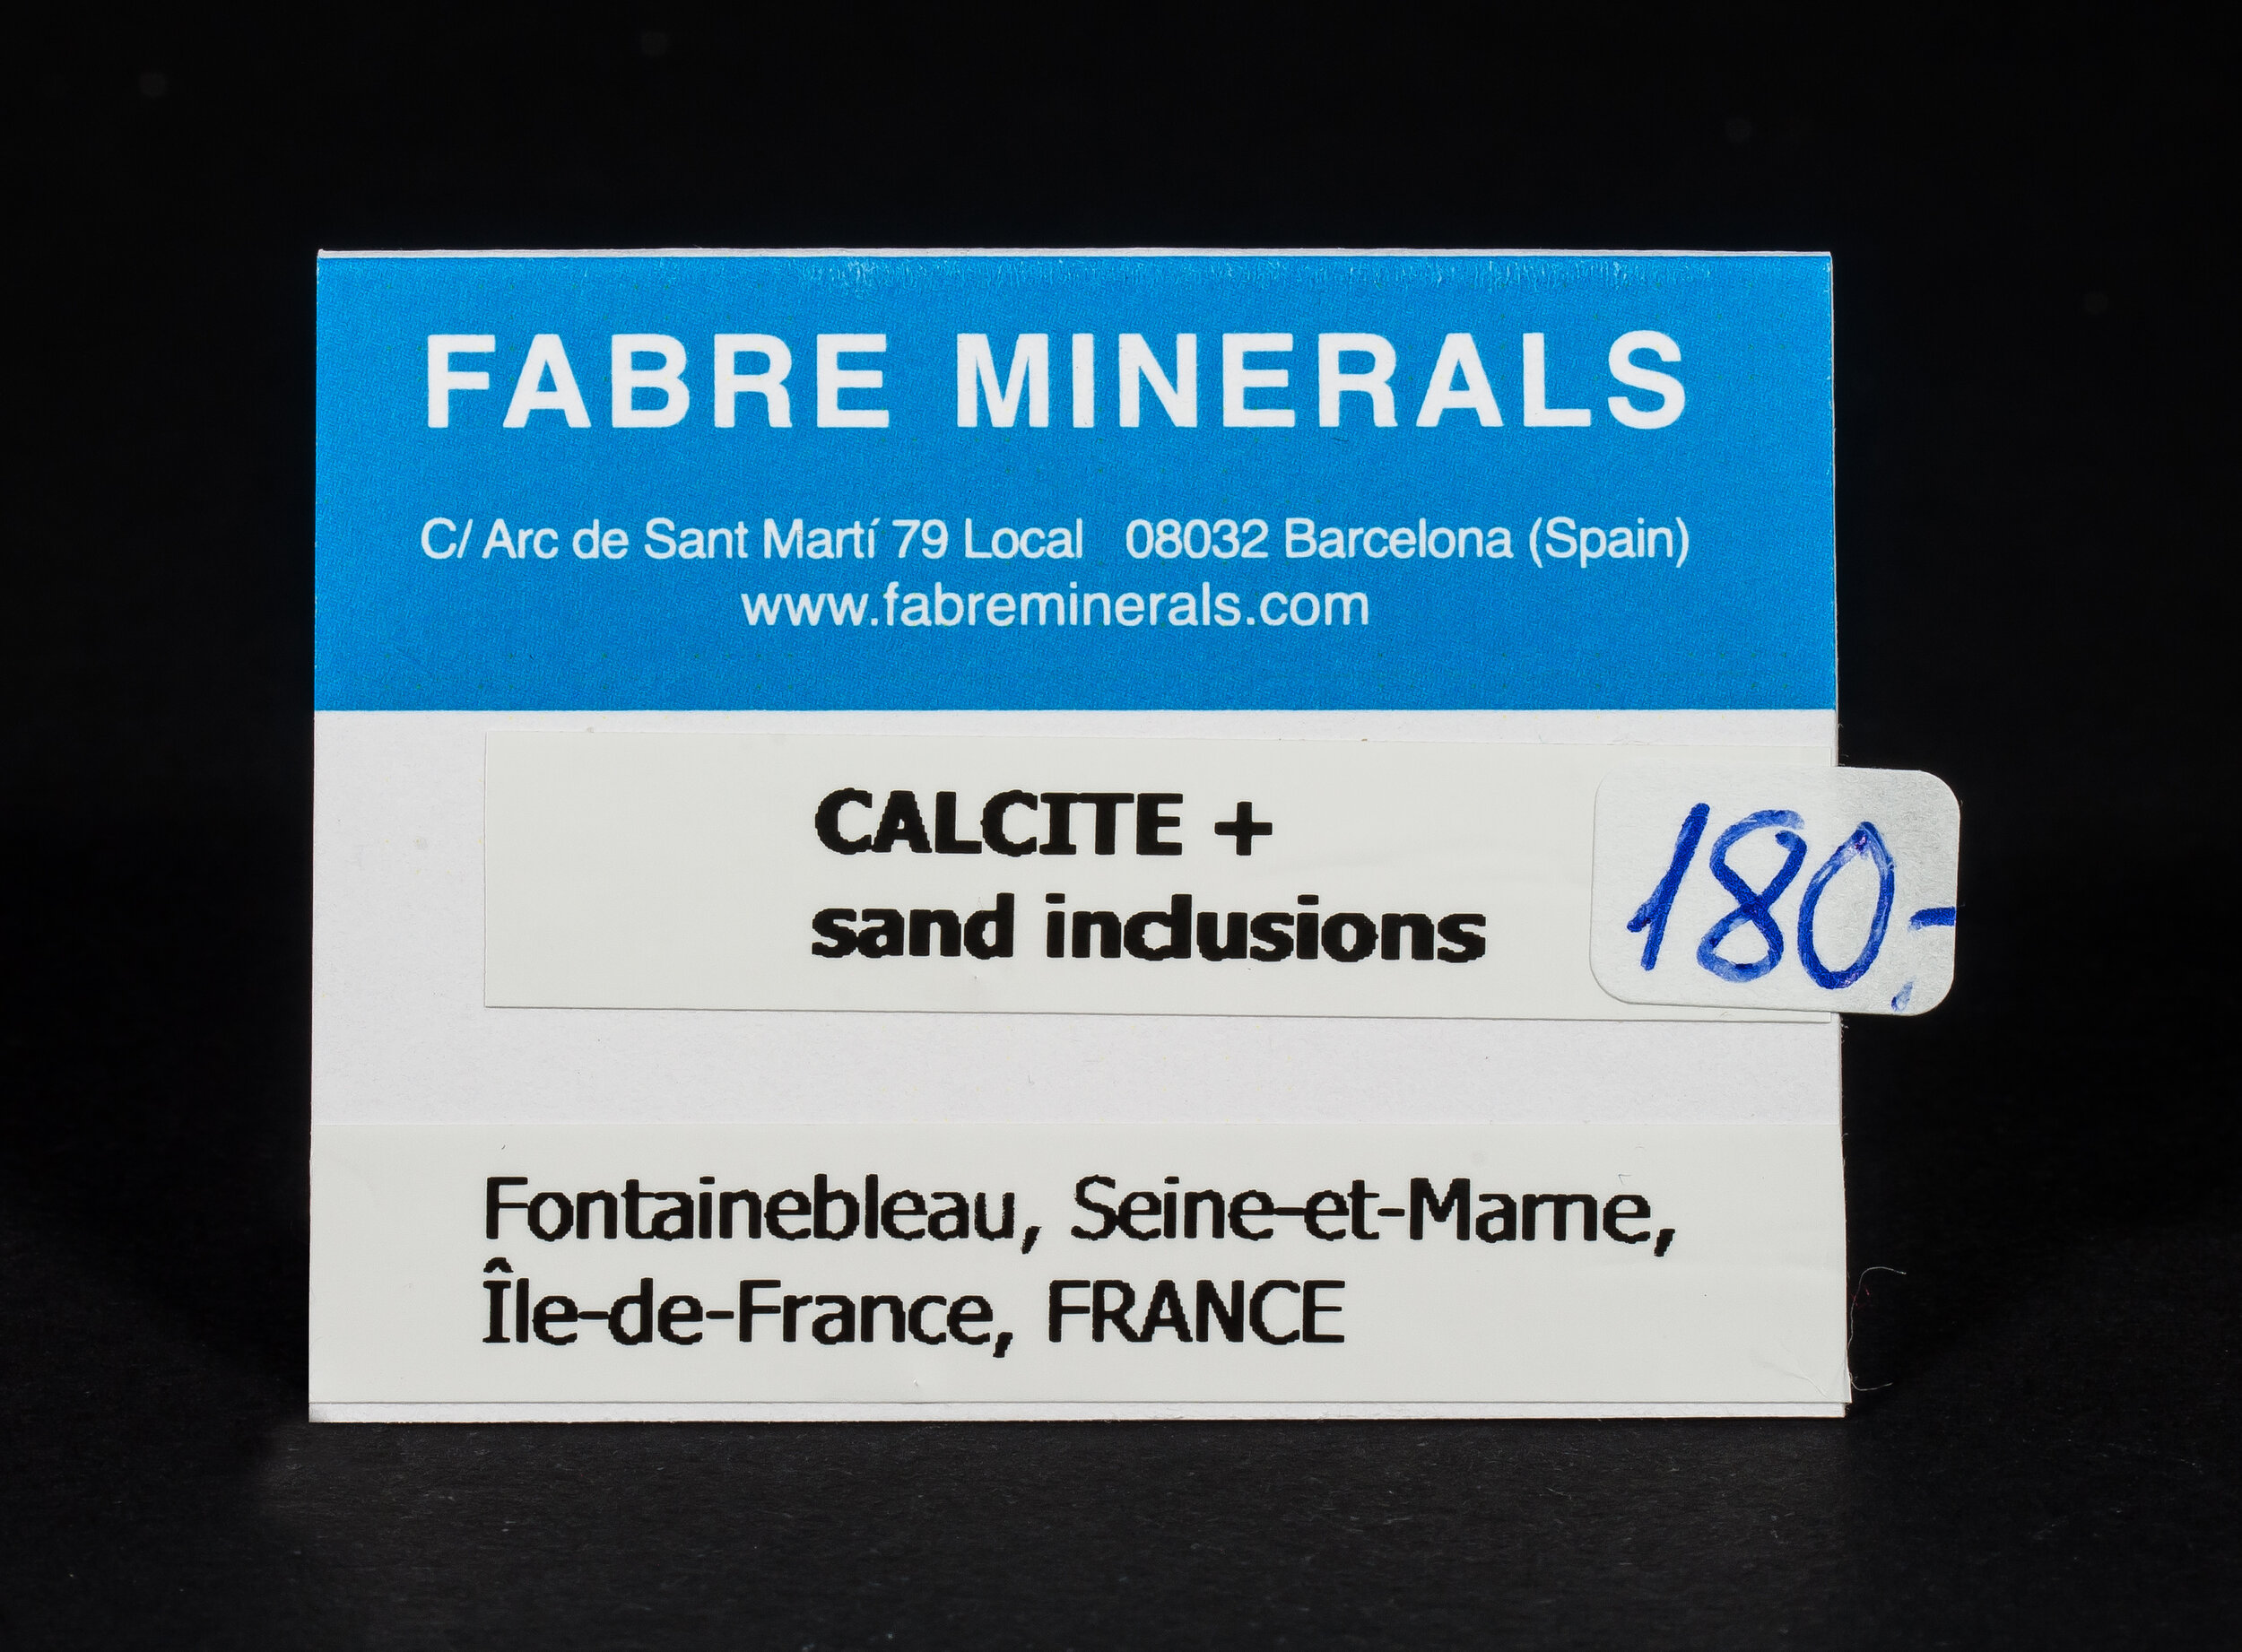 FABRE MINERALS
C/ Arc de Sant Martí 79 Local 08032 Barcelona (Spain)
www.fabreminerals.com
CALCITE +
sand inclusions
180,-
Fontainebleau, Seine-et-Marne,
Île-de-France, FRANCE